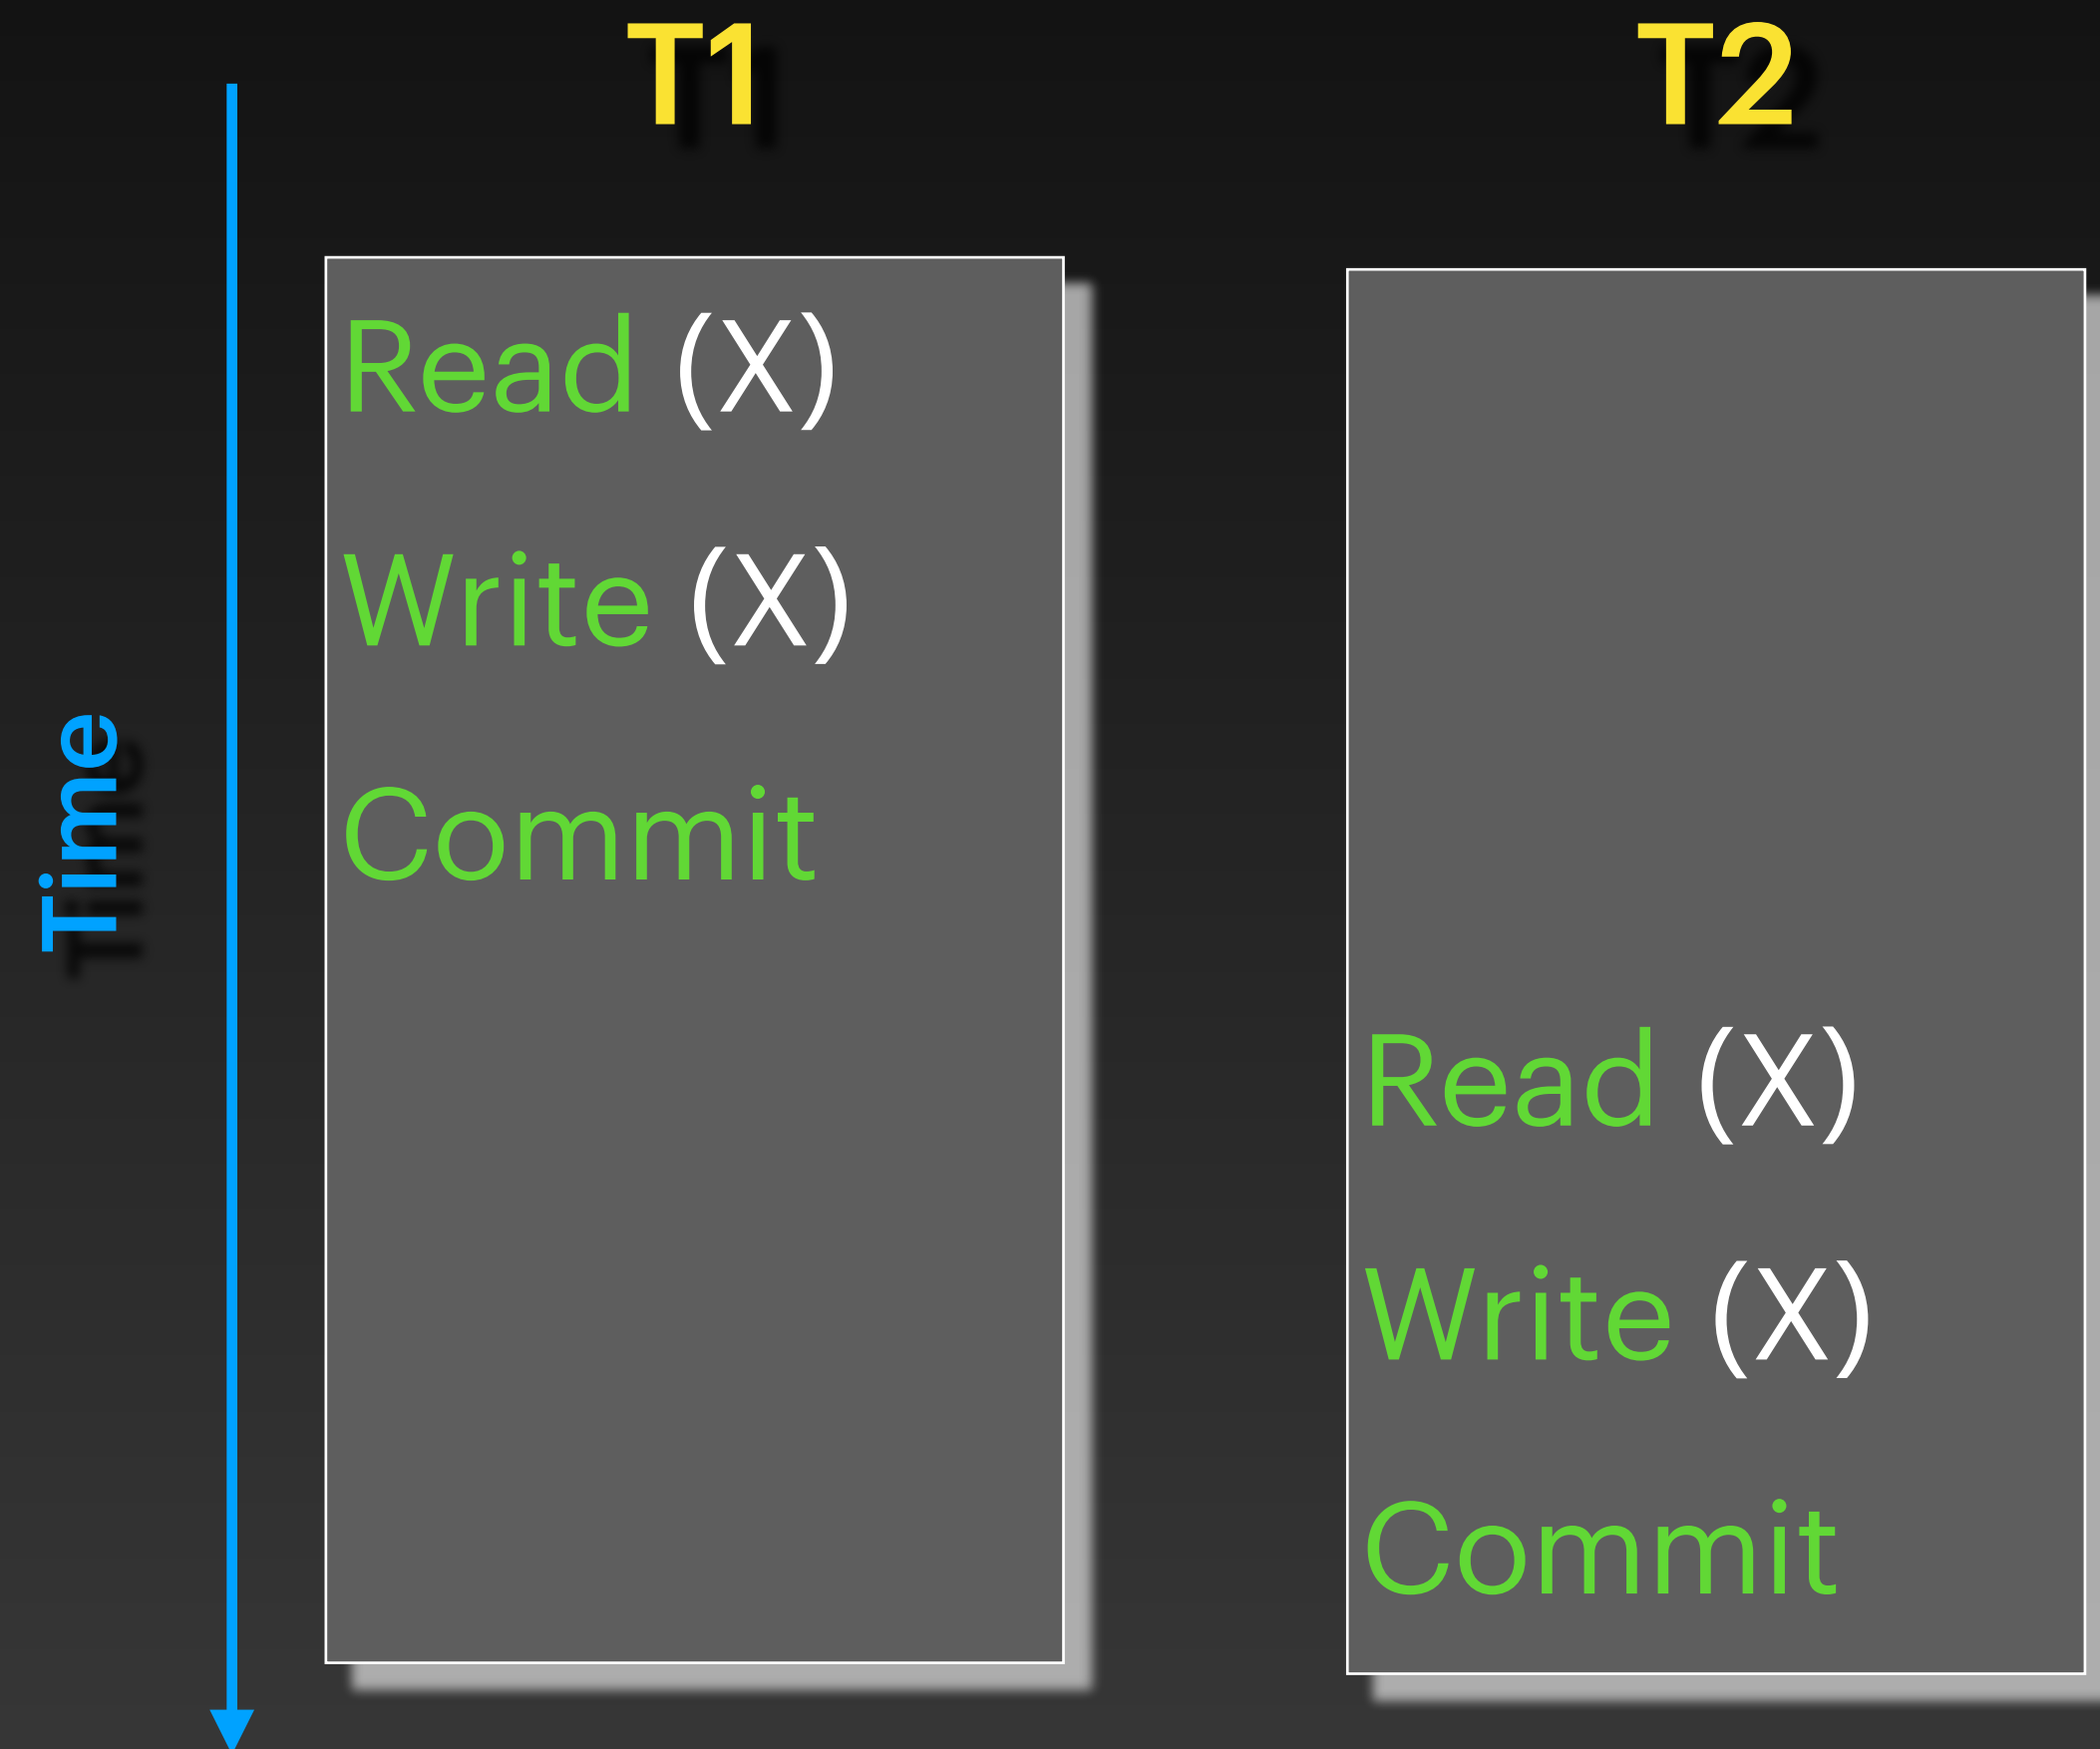 T1
T2
Time
Read (X)
Write (X)
Commit
Read (X)
Write (X)
Commit